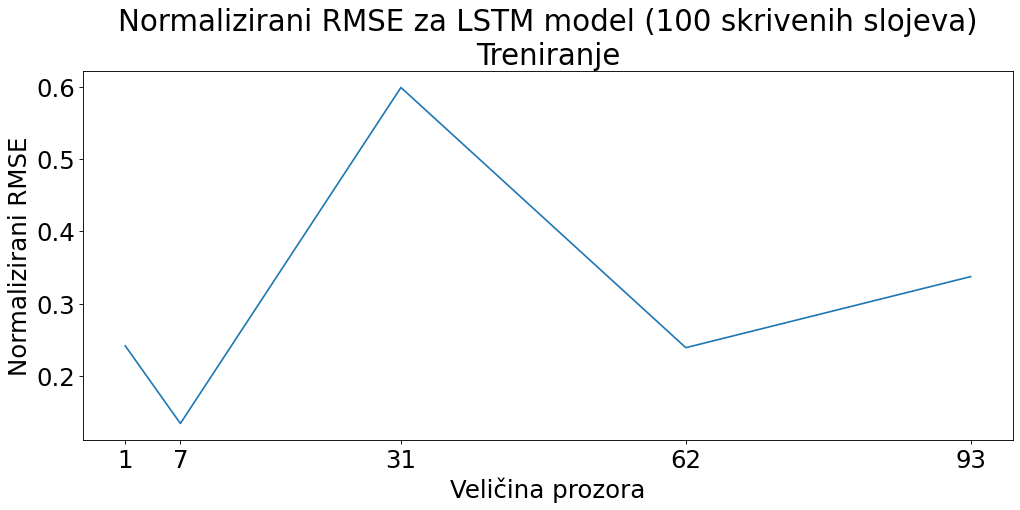 Normalizirani RMSE za LSTM model (100 skrivenih slojeva)
Treniranje
Normalizirani RMSE
0.6
0.5
0.4
0.3
0.2
1 7 31 62 93
Veličina prozora